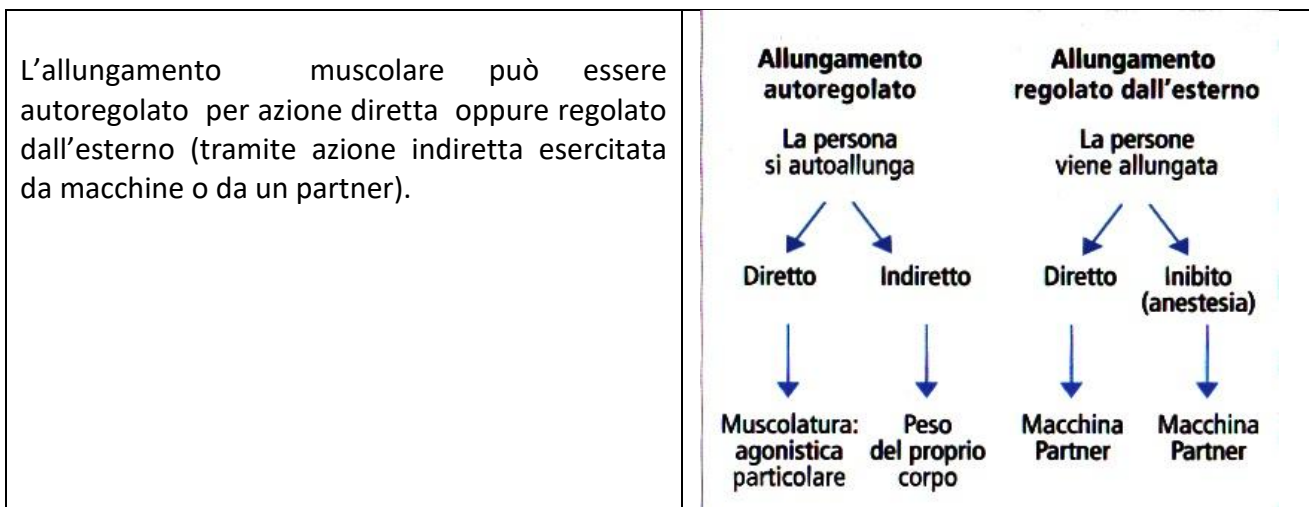 L’allungamento muscolare può essere
autoregolato per azione diretta oppure regolato
dall’esterno (tramite azione indiretta esercitata
da macchine o da un partner).
Allungamento
autoregolato
La persona
si autoallunga
Diretto
Indiretto
Muscolatura:
agonistica
particolare
Peso
del proprio
corpo
Allungamento
regolato dall’esterno
La persone
viene allungata
Diretto
Inibito
(anestesia)
Macchina
Partner
Macchina
Partner